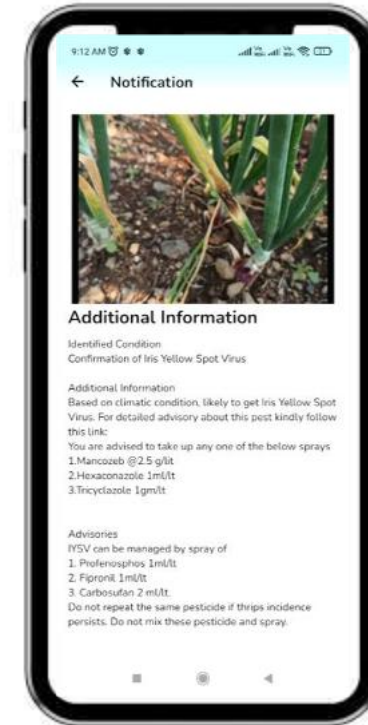 9:12 AM
Notification
Additional Information
Identified Condition
Confirmation of Iris Yellow Spot Virus
Additional Information
Based on climatic condition, likely to get Iris Yellow Spot
Virus. For detailed advisory about this pest kindly follow
this link:
You are advised to take up any one of the below sprays
1.Mancozeb @2.5 g/lit
2.Hexaconazole 1ml/lt
3.Tricyclazole 1gm/lt
Advisories
IYSV can be managed by spray of
1. Profenosphos 1ml/lt
2. Fipronil 1ml/lt
3. Carbosufan 2 ml/lt.
Do not repeat the same pesticide if thrips incidence
persists. Do not mix these pesticide and spray.